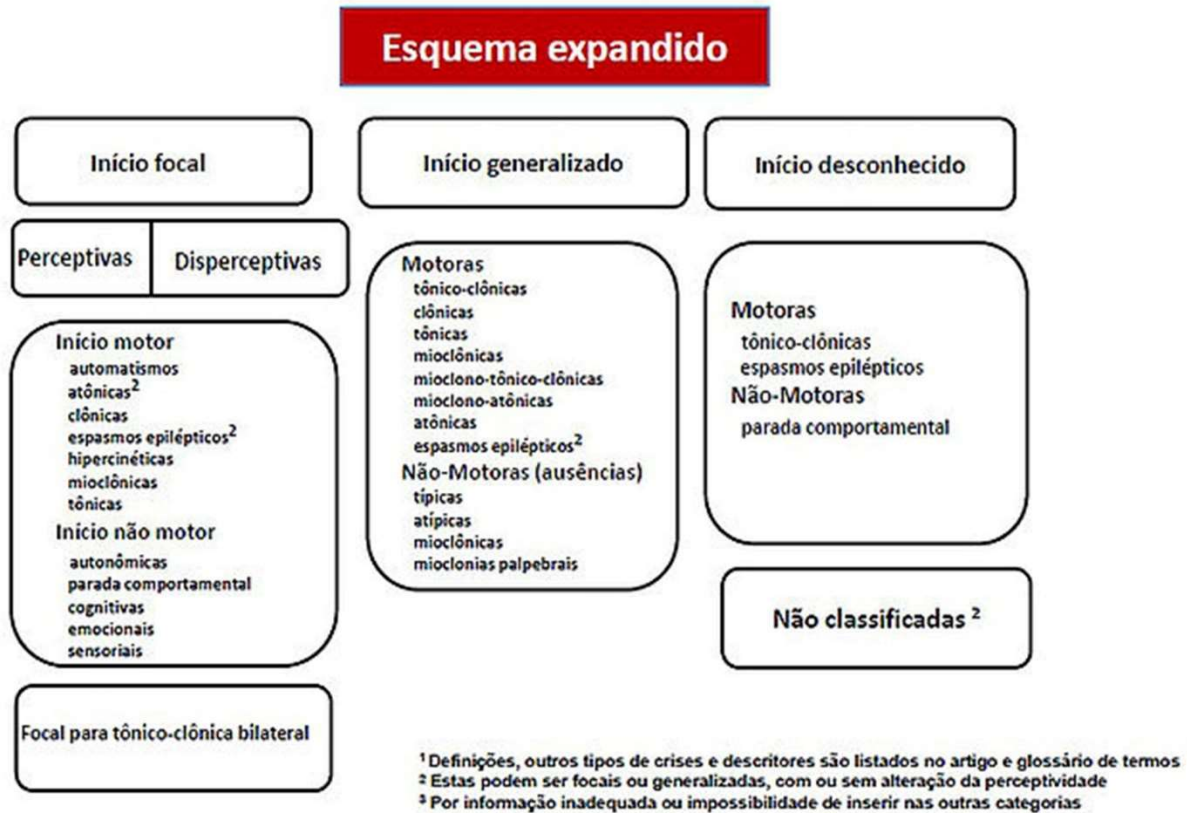 Esquema expandido
Início focal
Perceptivas
Disperceptivas
Início motor
automatismos
atônicas²
clônicas
espasmos epilépticos²
hipercinéticas
mioclônicas
tônicas
Início não motor
autonômicas
parada comportamental
cognitivas
emocionais
sensoriais
Focal para tônico-clônica bilateral
Início generalizado
Motoras
tônico-clônicas
clônicas
tônicas
mioclônicas
mioclono-tônico-clônicas
mioclono-atônicas
atônicas
espasmos epilépticos²
Não-Motoras (ausências)
típicas
atípicas
mioclônicas
mioclonias palpebrais
Início desconhecido
Motoras
tônico-clônicas
espasmos epilépticos
Não-Motoras
parada comportamental
Não classificadas ²
¹ Definições, outros tipos de crises e descritores são listados no artigo e glossário de termos
² Estas podem ser focais ou generalizadas, com ou sem alteração da perceptividade
³ Por informação inadequada ou impossibilidade de inserir nas outras categorias